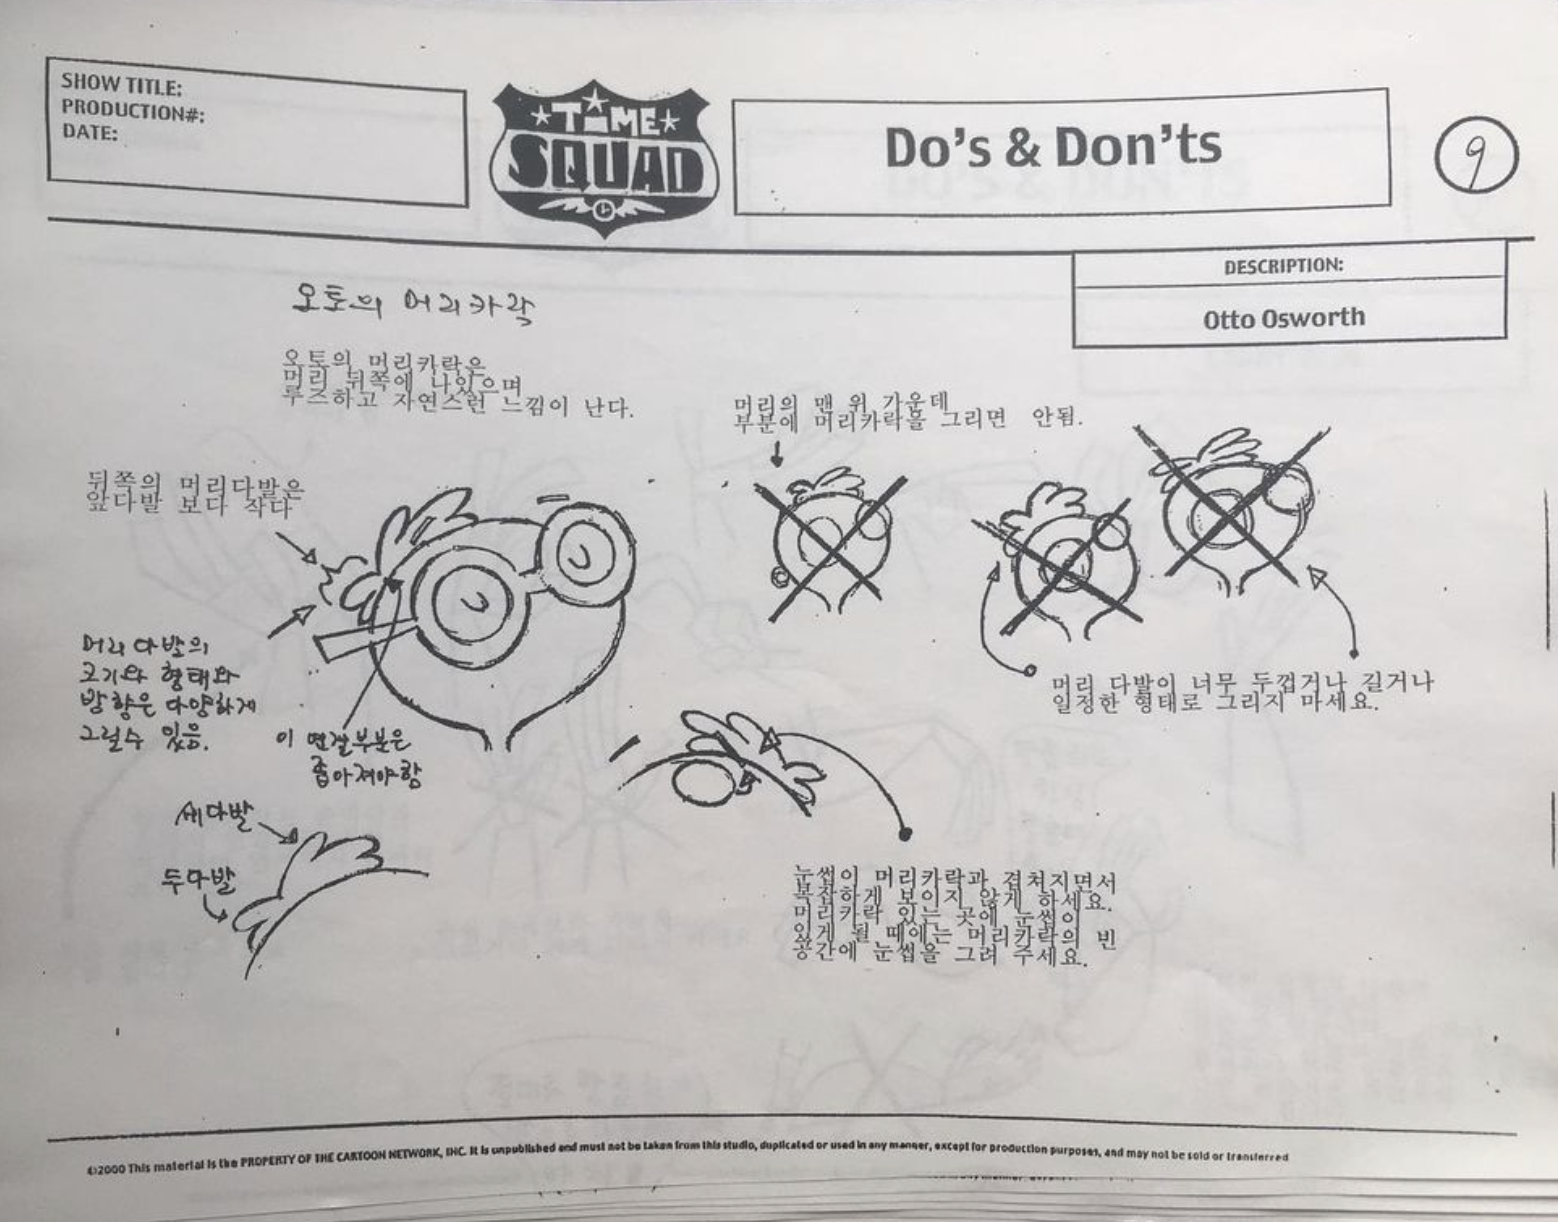 SHOW TITLE:
PRODUCTION#:
DATE:
TIME
SQUAD
Do's & Don'ts
9
DESCRIPTION:
Otto Osworth
오토의 머리카락
오토의 머리카락은
머리 뒤쪽에 나있으며
루즈하고 자연스런 느낌이 난다.
머리의 맨 위 가운데
부분에 머리카락을 그리면 안됨.
뒤쪽의 머리다발은
앞다발 보다 작다
머리다발의
크기와 형태와
방향은 다양하게
그릴수 있음.
이 연결부분은
좁아져야함
머리 다발이 너무 두껍거나 길거나
일정한 형태로 그리지 마세요.
세다발
두다발
눈썹이 머리카락과 겹쳐지면서
복잡하게 보이지 않게 하세요.
머리카락 있는 곳에 눈썹이
있게 될 때에는 머리카락의 빈
공간에 눈썹을 그려 주세요.
©2000 This material is the PROPERTY OF THE CARTOON NETWORK, INC. It is unpublished and must not be taken from this studio, duplicated or used in any manner, except for production purposes, and may not be sold or transferred